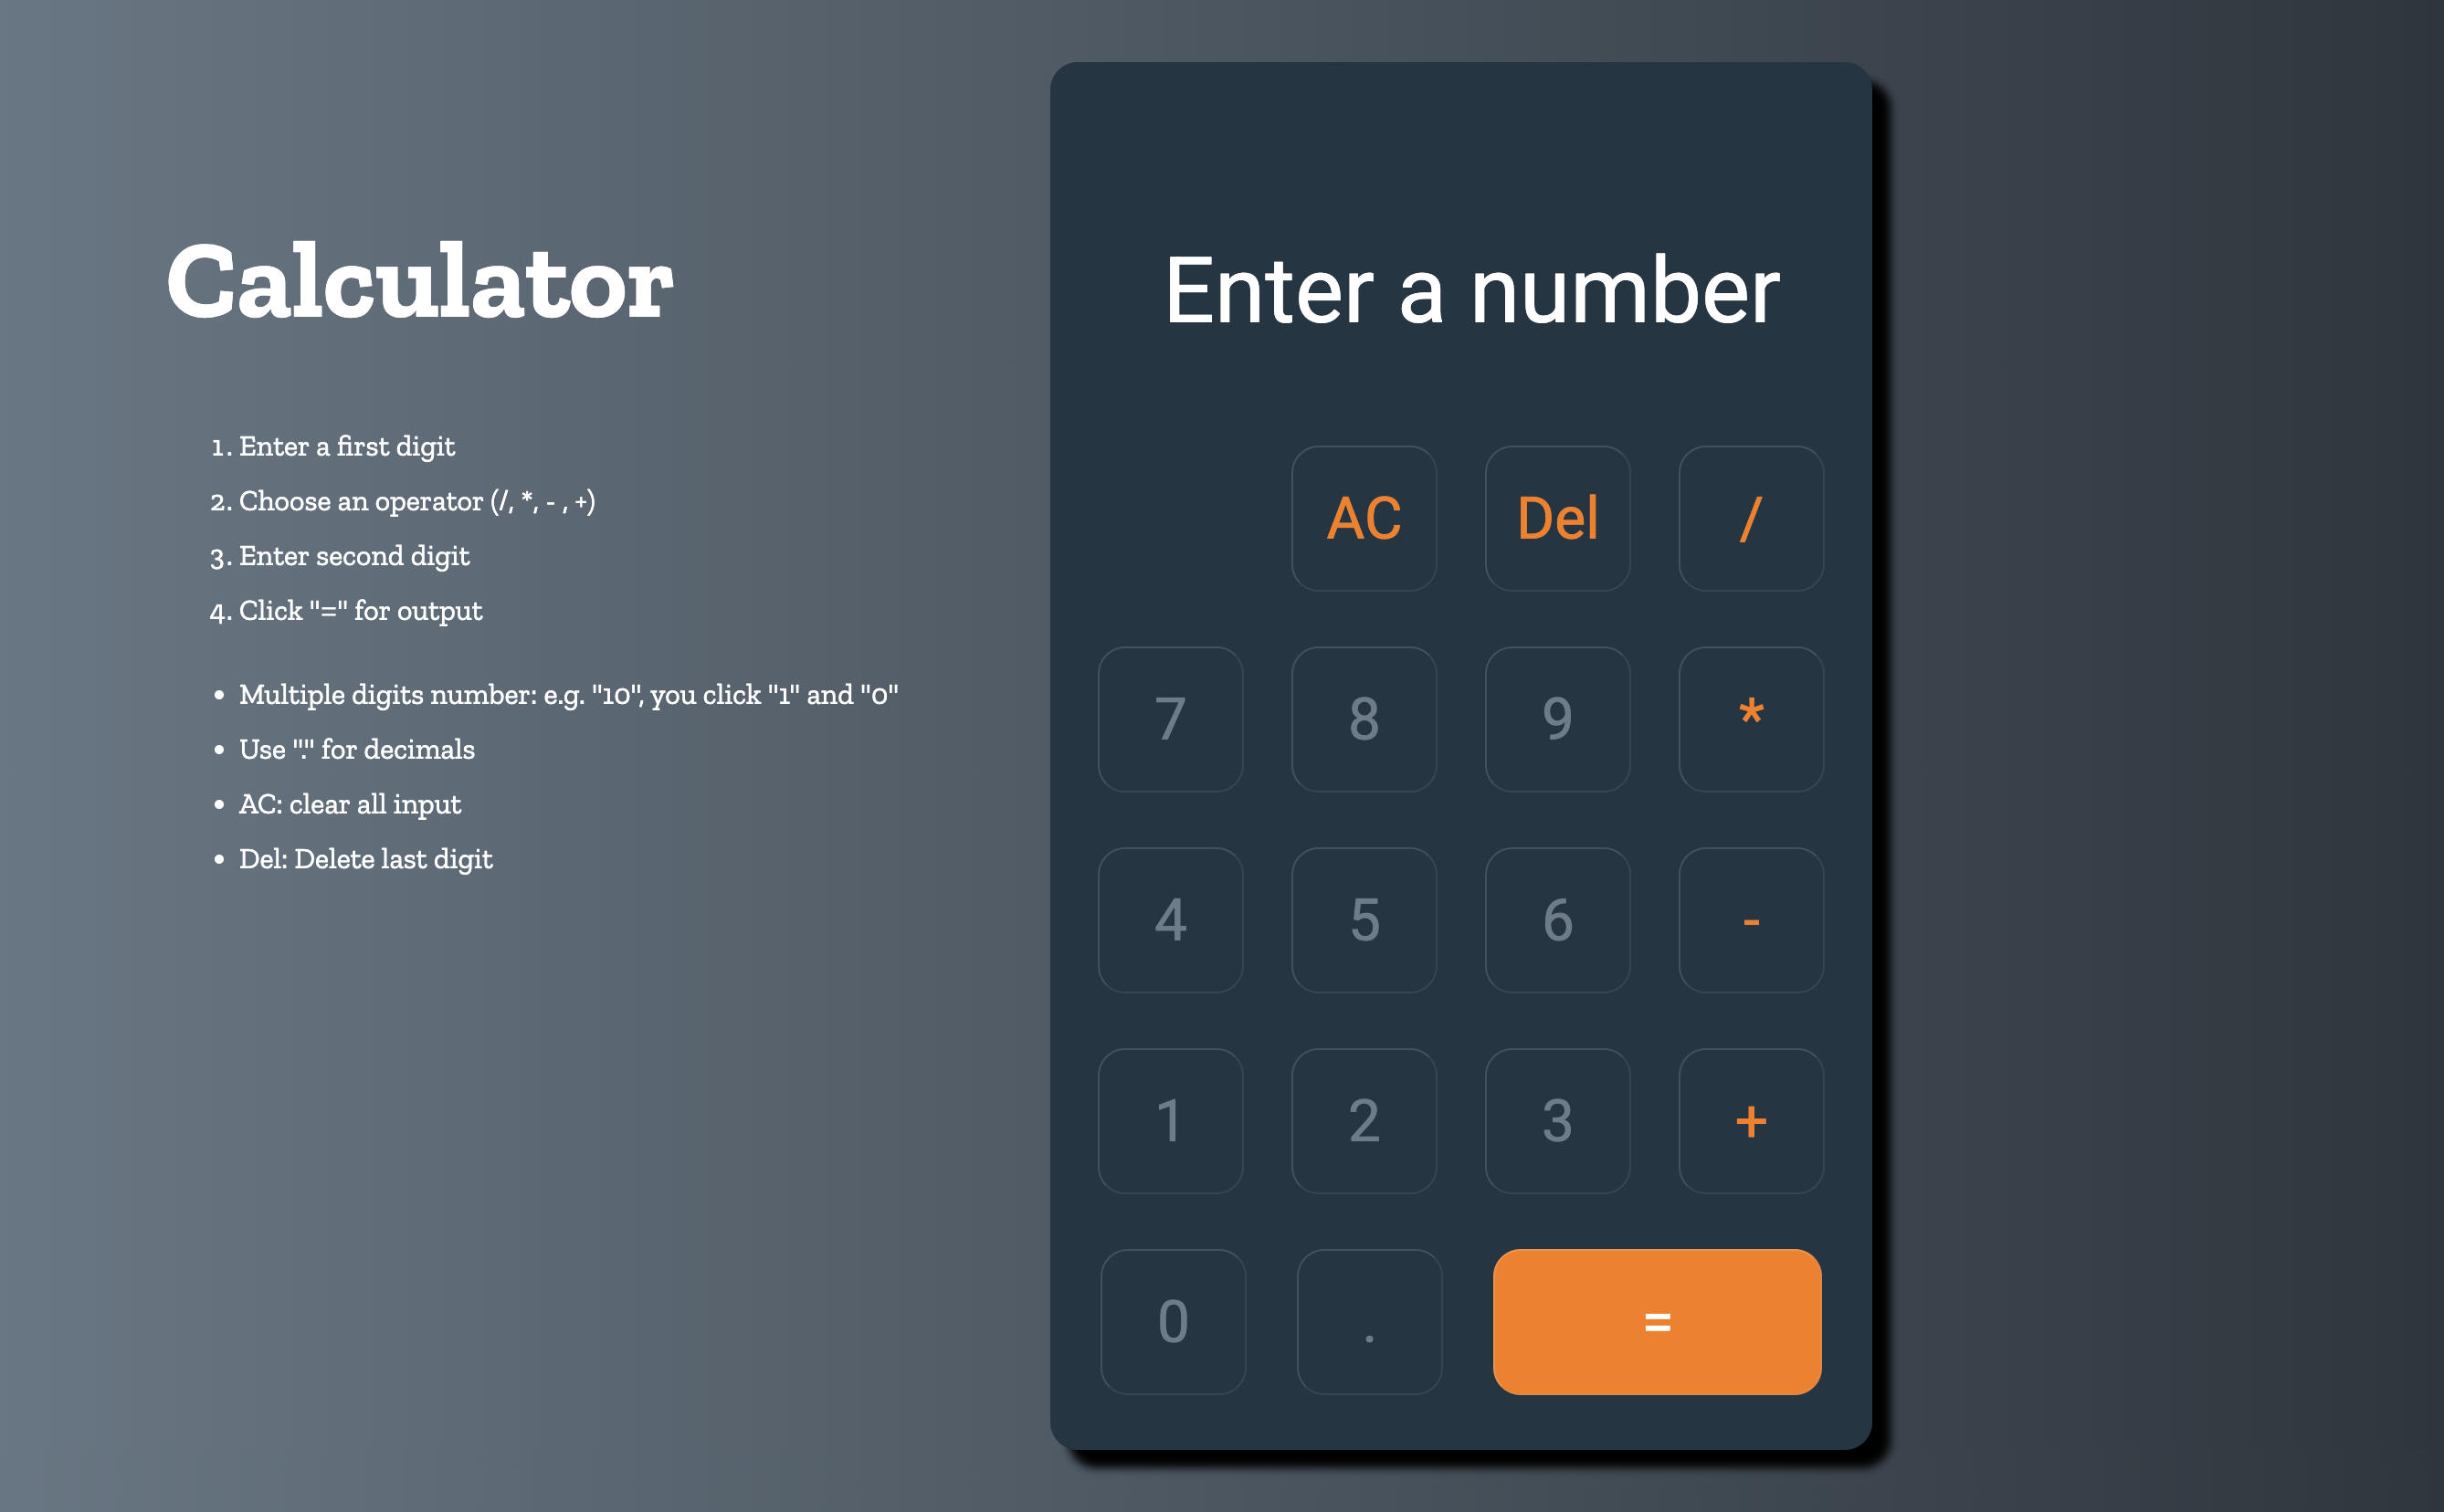 Calculator
1. Enter a first digit
2. Choose an operator (/, *, - , +)
3. Enter second digit
4. Click "=" for output
• Multiple digits number: e.g. "10", you click "1" and "0"
• Use "." for decimals
• AC: clear all input
• Del: Delete last digit
Enter a number
AC Del /
7 8 9 *
4 5 6 -
1 2 3 +
0 . =